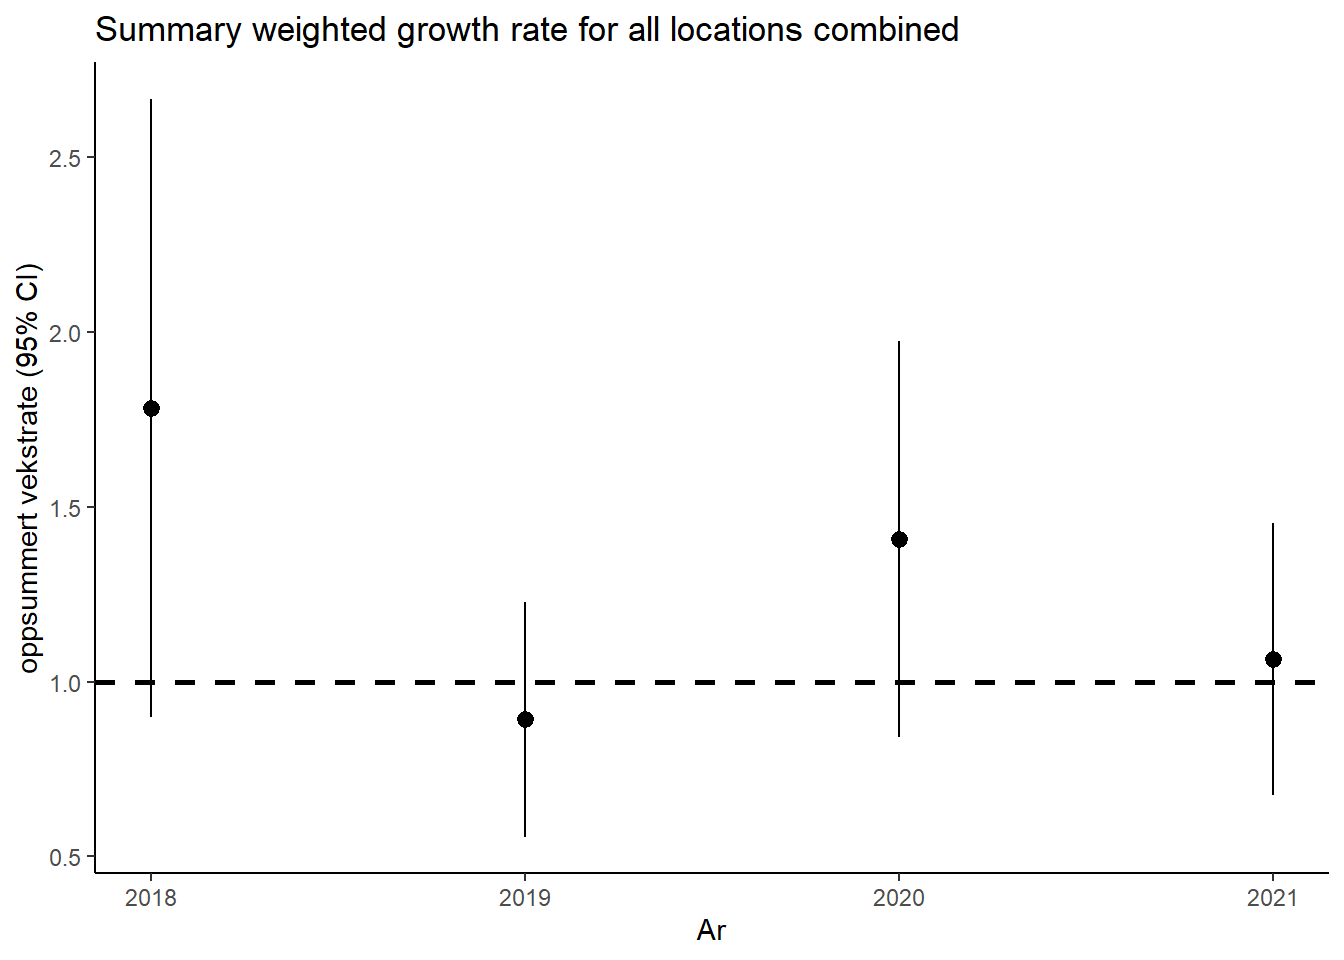 Summary weighted growth rate for all locations combined
oppsummert vekstrate (95% CI)
2.5
2.0
1.5
1.0
0.5
2018 2019 2020 2021
Ar